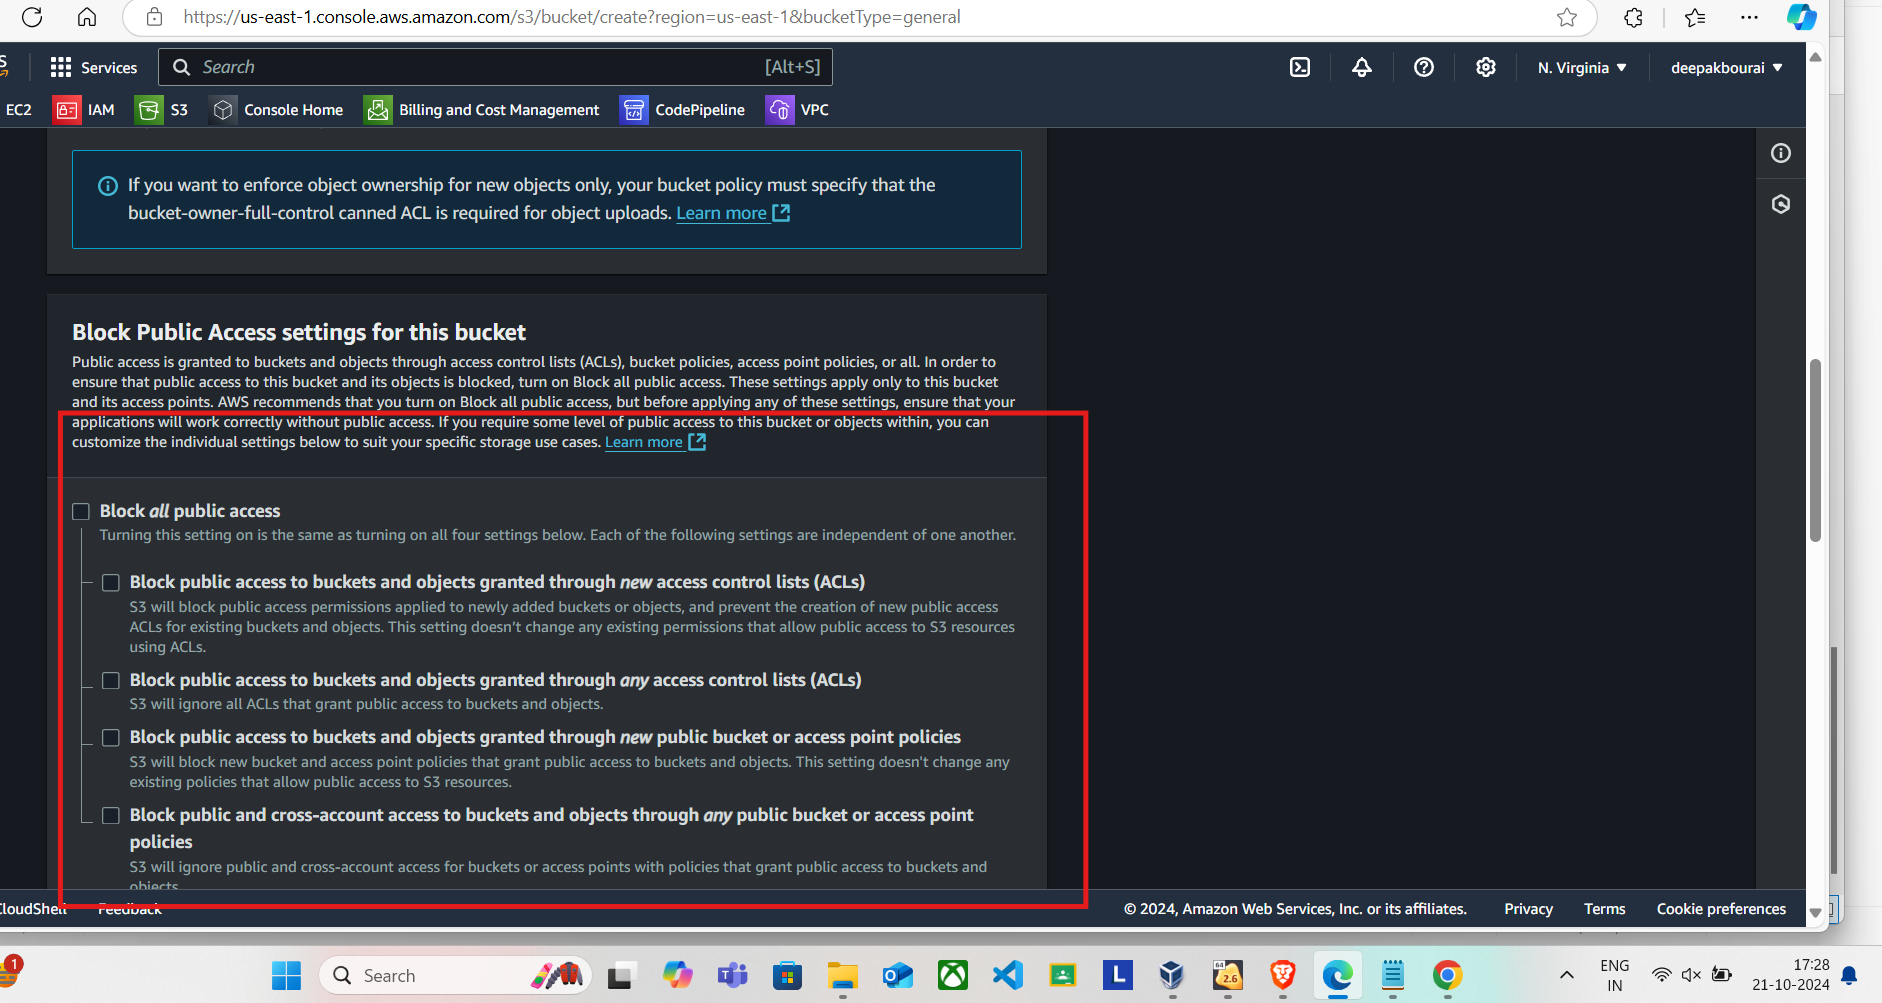 https://us-east-1.console.aws.amazon.com/s3/bucket/create?region=us-east-1&bucketType=general
Services
Search
[Alt+S]
N. Virginia
deepakbourai
EC2
IAM
S3
Console Home
Billing and Cost Management
CodePipeline
VPC
If you want to enforce object ownership for new objects only, your bucket policy must specify that the
bucket-owner-full-control canned ACL is required for object uploads. Learn more
Block Public Access settings for this bucket
Public access is granted to buckets and objects through access control lists (ACLs), bucket policies, access point policies, or all. In order to
ensure that public access to this bucket and its objects is blocked, turn on Block all public access. These settings apply only to this bucket
and its access points. AWS recommends that you turn on Block all public access, but before applying any of these settings, ensure that your
applications will work correctly without public access. If you require some level of public access to this bucket or objects within, you can
customize the individual settings below to suit your specific storage use cases. Learn more
Block all public access
Turning this setting on is the same as turning on all four settings below. Each of the following settings are independent of one another.
Block public access to buckets and objects granted through new access control lists (ACLs)
S3 will block public access permissions applied to newly added buckets or objects, and prevent the creation of new public access
ACLs for existing buckets and objects. This setting doesn't change any existing permissions that allow public access to S3 resources
using ACLs.
Block public access to buckets and objects granted through any access control lists (ACLs)
S3 will ignore all ACLs that grant public access to buckets and objects.
Block public access to buckets and objects granted through new public bucket or access point policies
S3 will block new bucket and access point policies that grant public access to buckets and objects. This setting doesn't change any
existing policies that allow public access to S3 resources.
Block public and cross-account access to buckets and objects through any public bucket or access point
policies
S3 will ignore public and cross-account access for buckets or access points with policies that grant public access to buckets and
objects.
CloudShell
Feedback
© 2024, Amazon Web Services, Inc. or its affiliates.
Privacy
Terms
Cookie preferences
1
Search
64
2.6
L
ENG
IN
17:28
21-10-2024